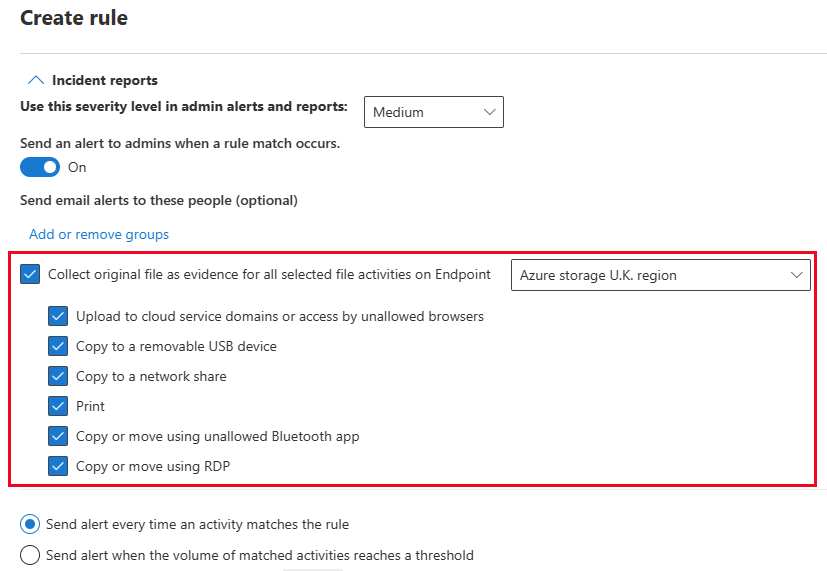 Create rule
Incident reports
Use this severity level in admin alerts and reports: Medium
Send an alert to admins when a rule match occurs.
On
Send email alerts to these people (optional)
Add or remove groups
Collect original file as evidence for all selected file activities on Endpoint Azure storage U.K. region
Upload to cloud service domains or access by unallowed browsers
Copy to a removable USB device
Copy to a network share
Print
Copy or move using unallowed Bluetooth app
Copy or move using RDP
Send alert every time an activity matches the rule
Send alert when the volume of matched activities reaches a threshold